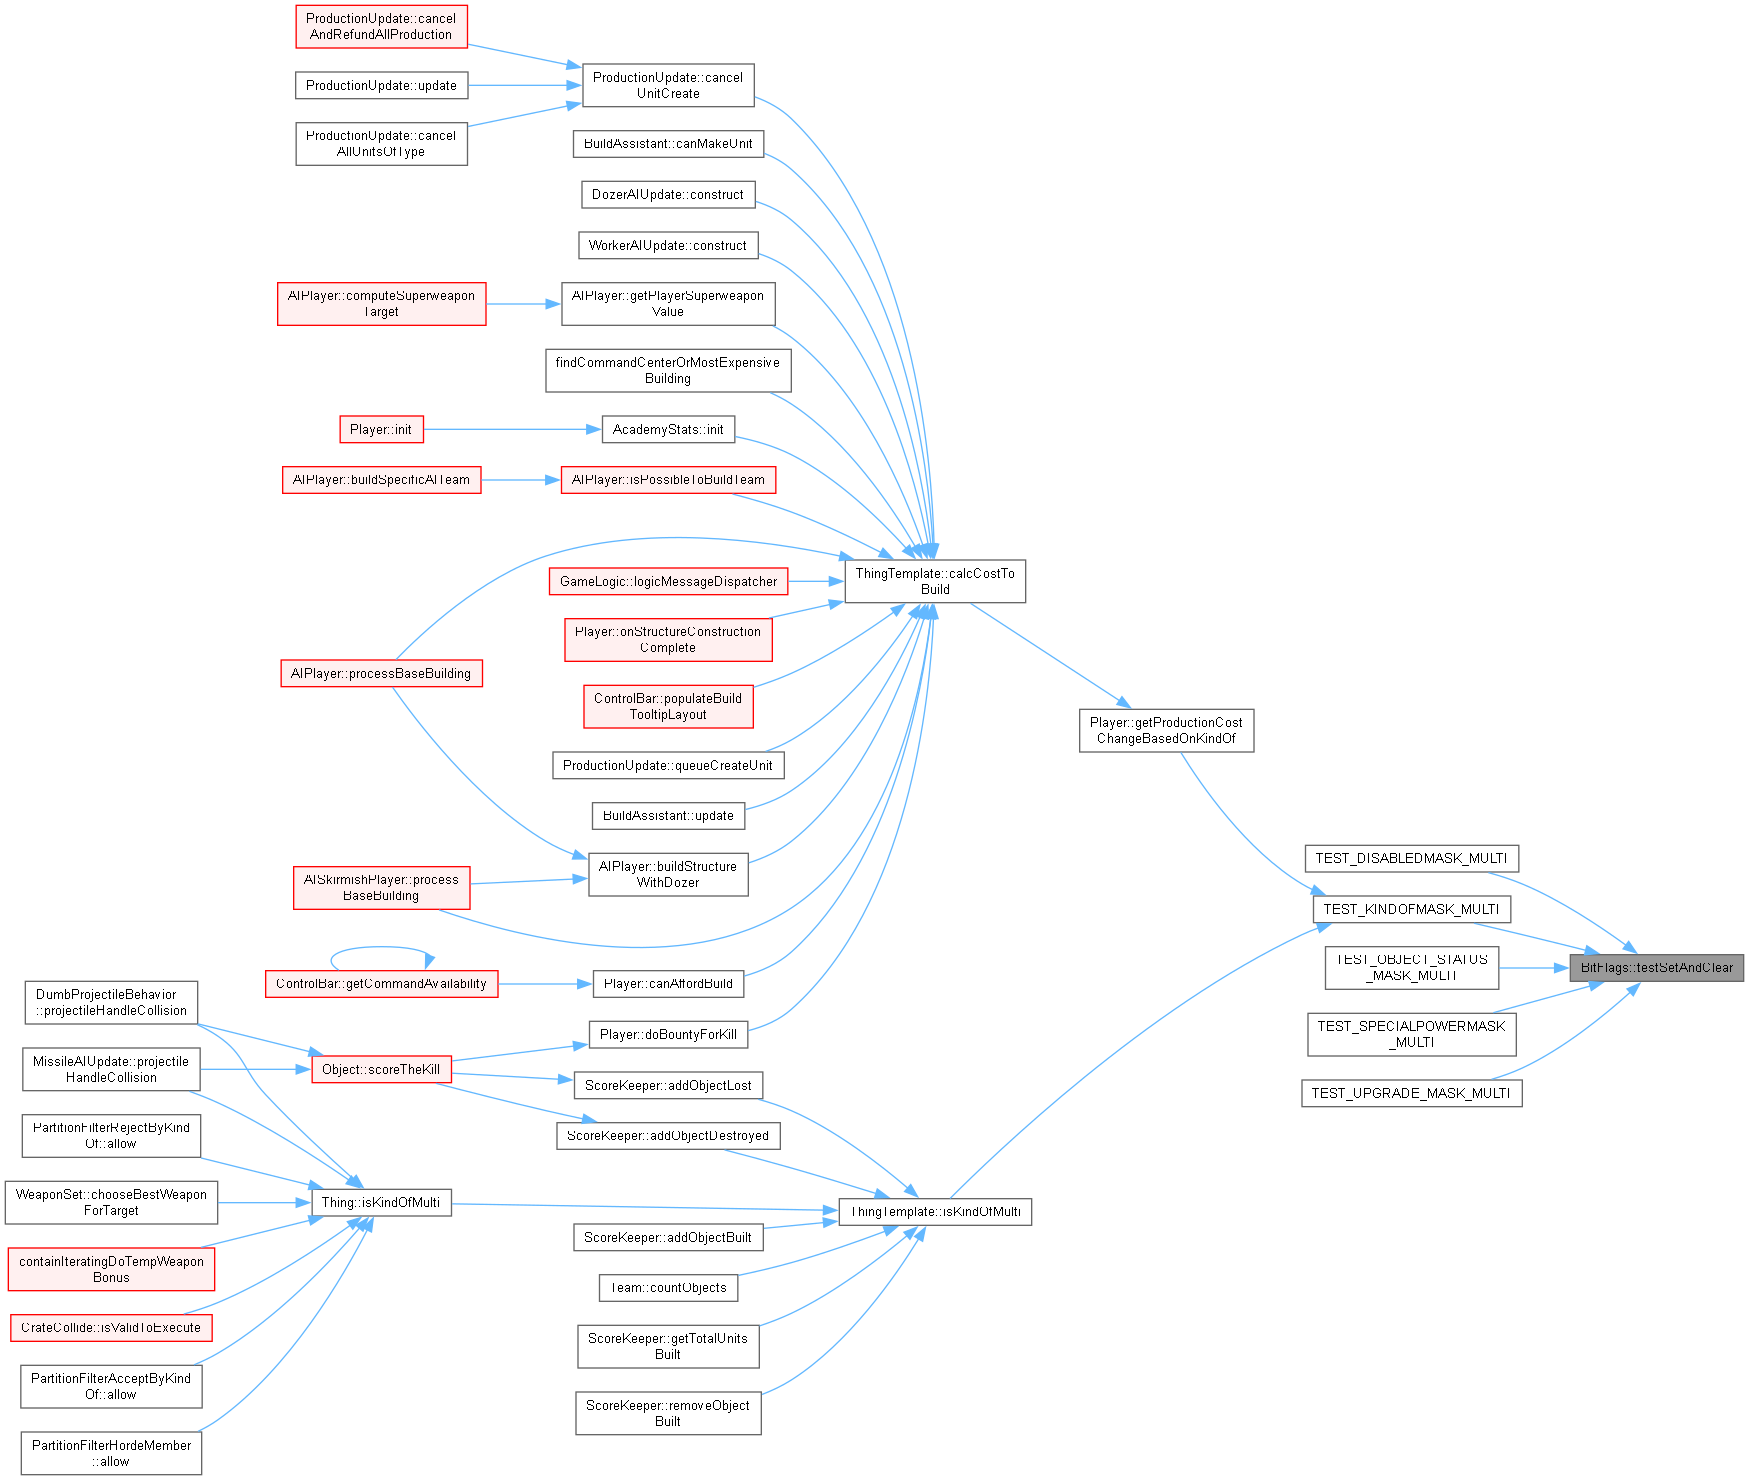 ProductionUpdate::cancel
AndRefundAllProduction
ProductionUpdate::update
ProductionUpdate::cancel
AllUnitsOfType
ProductionUpdate::cancel
UnitCreate
BuildAssistant::canMakeUnit
DozerAIUpdate::construct
WorkerAIUpdate::construct
AIPlayer::computeSuperweapon
Target
AIPlayer::getPlayerSuperweapon
Value
findCommandCenterOrMostExpensive
Building
Player::init
AcademyStats::init
AIPlayer::buildSpecificAITeam
AIPlayer::isPossibleToBuildTeam
GameLogic::logicMessageDispatcher
ThingTemplate::calcCostTo
Build
Player::onStructureConstruction
Complete
AIPlayer::processBaseBuilding
ControlBar::populateBuild
TooltipLayout
Player::getProductionCost
ChangeBasedOnKindOf
ProductionUpdate::queueCreateUnit
BuildAssistant::update
AISkirmishPlayer::process
BaseBuilding
AIPlayer::buildStructure
WithDozer
TEST_DISABLEDMASK_MULTI
TEST_KINDOFMASK_MULTI
TEST_OBJECT_STATUS
_MASK_MULTI
BitFlags::testSetAndClear
TEST_SPECIALPOWERMASK
_MULTI
TEST_UPGRADE_MASK_MULTI
ControlBar::getCommandAvailability
Player::canAffordBuild
DumbProjectileBehavior
::projectileHandleCollision
Player::doBountyForKill
MissileAIUpdate::projectile
HandleCollision
Object::scoreTheKill
ScoreKeeper::addObjectLost
PartitionFilterRejectByKind
Of::allow
ScoreKeeper::addObjectDestroyed
WeaponSet::chooseBestWeapon
ForTarget
Thing::isKindOfMulti
ThingTemplate::isKindOfMulti
ScoreKeeper::addObjectBuilt
containIteratingDoTempWeapon
Bonus
Team::countObjects
CrateCollide::isValidToExecute
ScoreKeeper::getTotalUnits
Built
PartitionFilterAcceptByKind
Of::allow
ScoreKeeper::removeObject
Built
PartitionFilterHordeMember
::allow